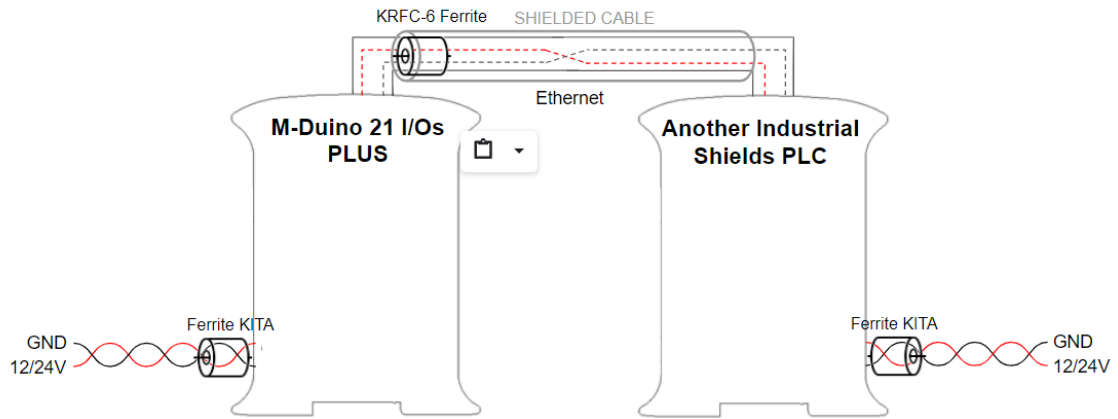 KRFC-6 Ferrite
SHIELDED CABLE
Ethernet
M-Duino 21 I/Os
PLUS
Another Industrial
Shields PLC
Ferrite KITA
GND
12/24V
Ferrite KITA
GND
12/24V